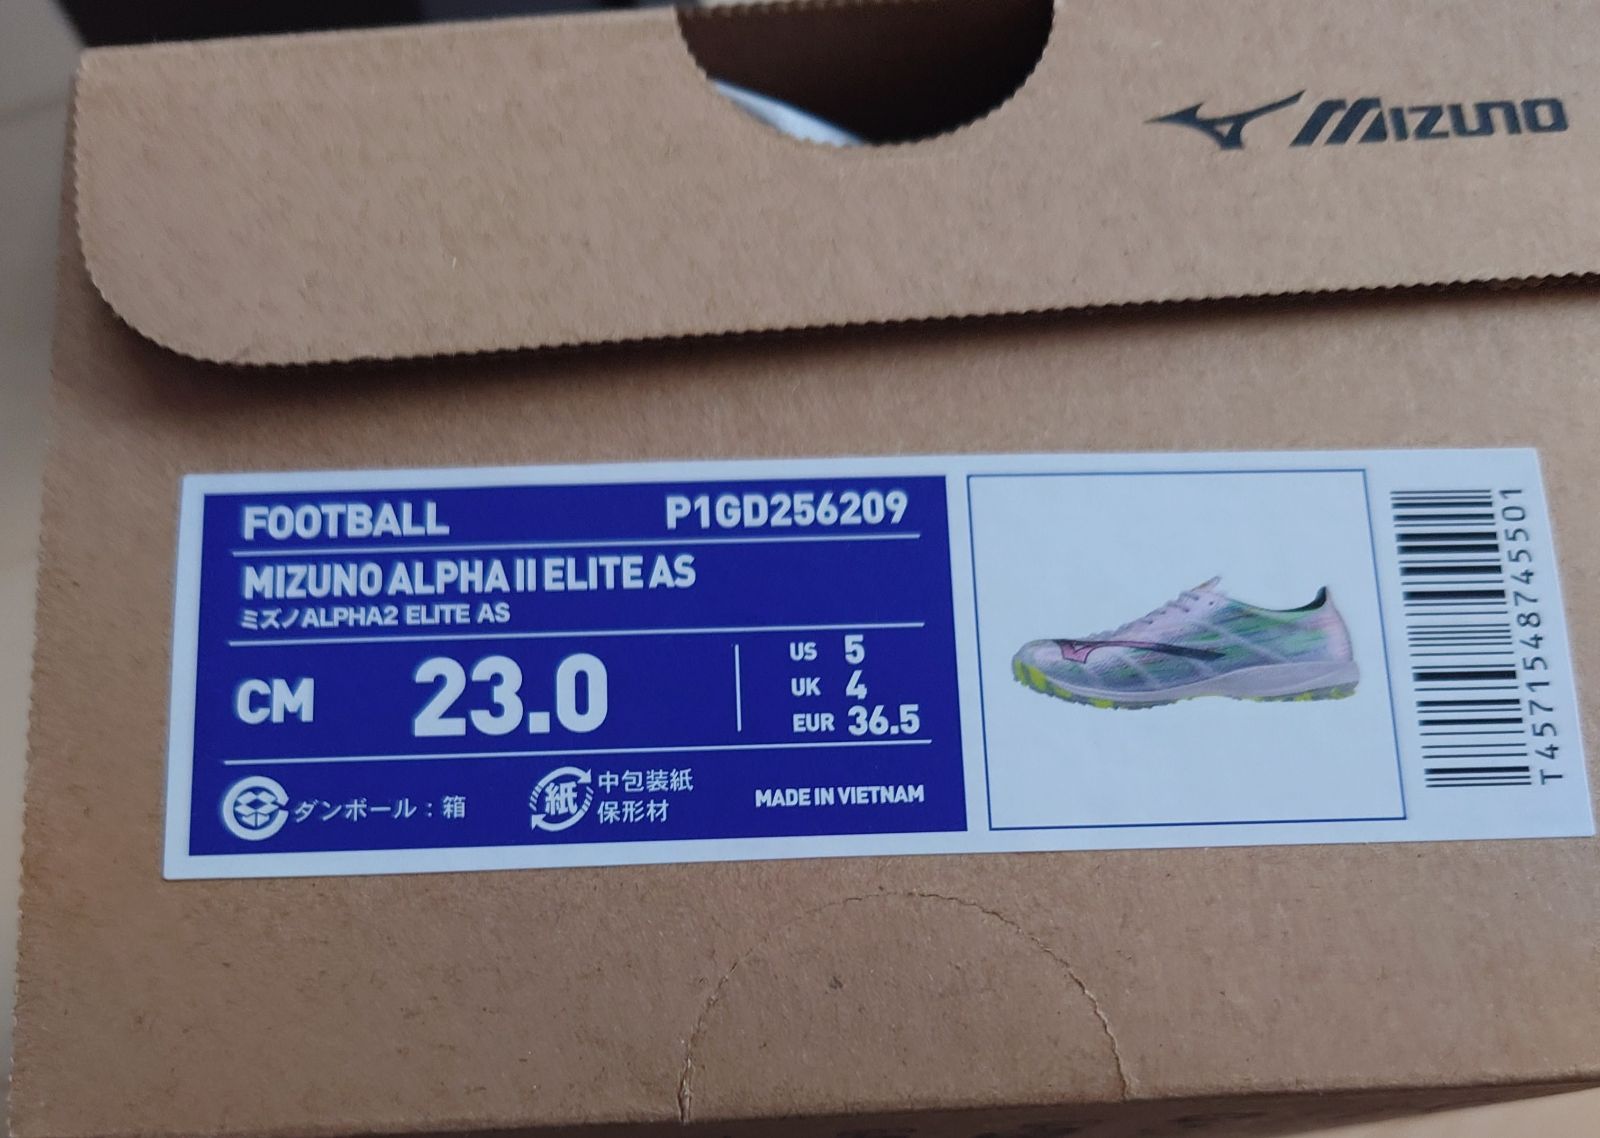 MIZUNO
FOOTBALL P1GD256209
MIZUNO ALPHA II ELITE AS
ミズノALPHA2 ELITE AS
CM 23.0
US 5
UK 4
EUR 36.5
ダンボール：箱
紙 中包装紙
保形材
MADE IN VIETNAM
T4571548745501